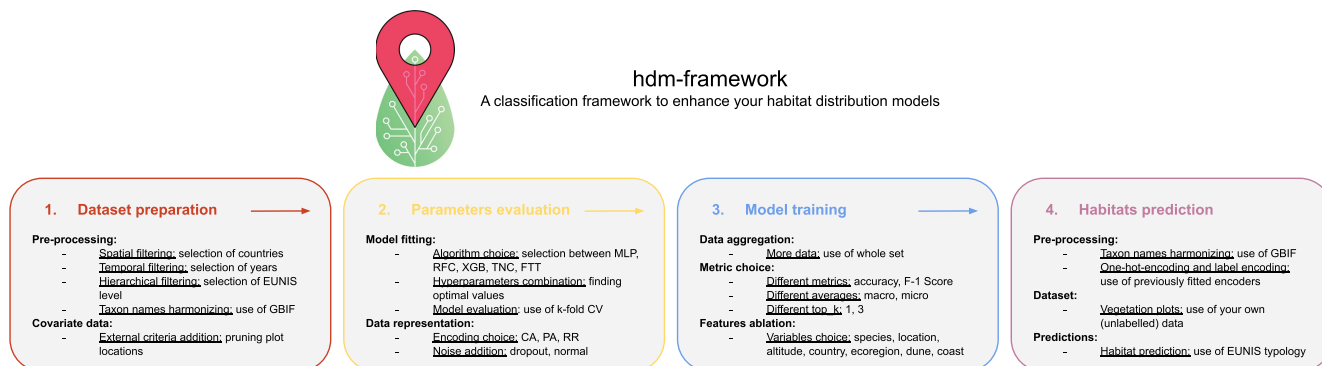 hdm-framework
A classification framework to enhance your habitat distribution models
1. Dataset preparation
Pre-processing:
- Spatial filtering: selection of countries
- Temporal filtering: selection of years
- Hierarchical filtering: selection of EUNIS
level
- Taxon names harmonizing: use of GBIF
Covariate data:
- External criteria addition: pruning plot
locations
2. Parameters evaluation
Model fitting:
- Algorithm choice: selection between MLP,
RFC, XGB, TNC, FTT
- Hyperparameters combination: finding
optimal values
- Model evaluation: use of k-fold CV
Data representation:
- Encoding choice: CA, PA, RR
- Noise addition: dropout, normal
3. Model training
Data aggregation:
- More data: use of whole set
Metric choice:
- Different metrics: accuracy, F-1 Score
- Different averages: macro, micro
- Different top_k: 1, 3
Features ablation:
- Variables choice: species, location,
altitude, country, ecoregion, dune, coast
4. Habitats prediction
Pre-processing:
- Taxon names harmonizing: use of GBIF
- One-hot-encoding and label encoding:
use of previously fitted encoders
Dataset:
- Vegetation plots: use of your own
(unlabelled) data
Predictions:
- Habitat prediction: use of EUNIS typology